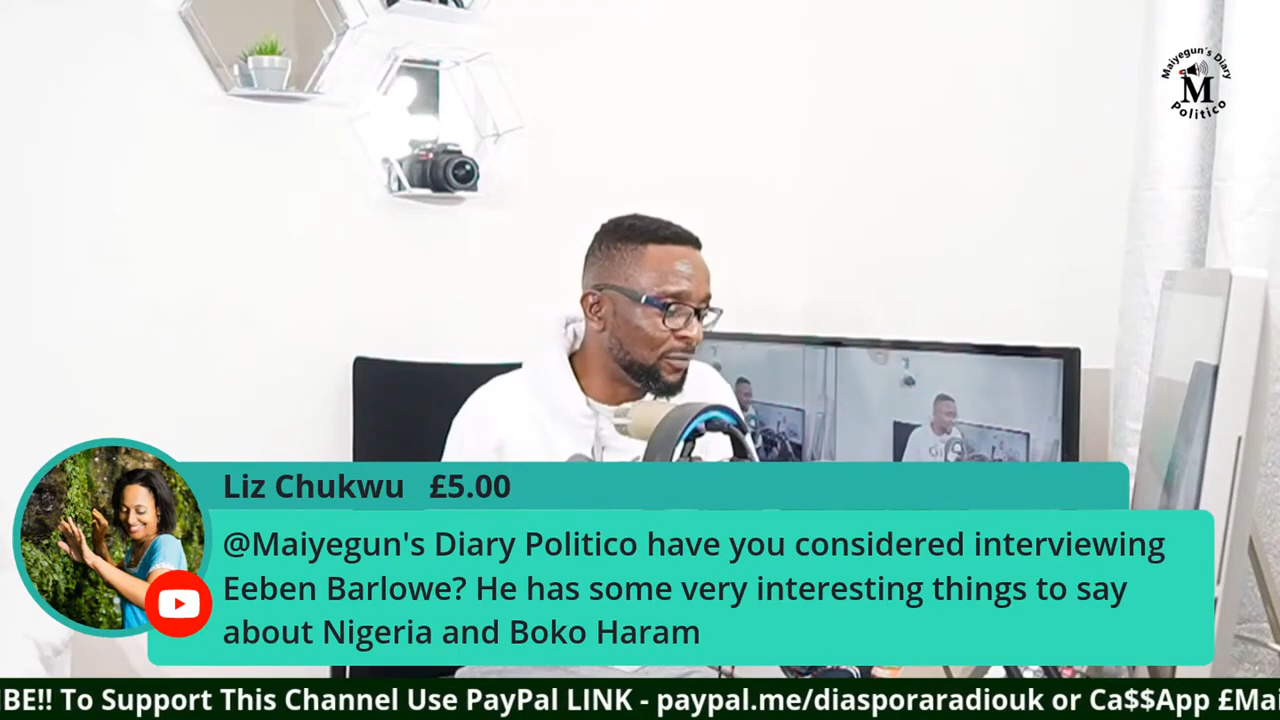 Maiyegun's Diary
M
Politico
Liz Chukwu £5.00
@Maiyegun's Diary Politico have you considered interviewing
Eeben Barlowe? He has some very interesting things to say
about Nigeria and Boko Haram
BE!! To Support This Channel Use PayPal LINK - paypal.me/diasporaradiouk or Ca$$App £Mai